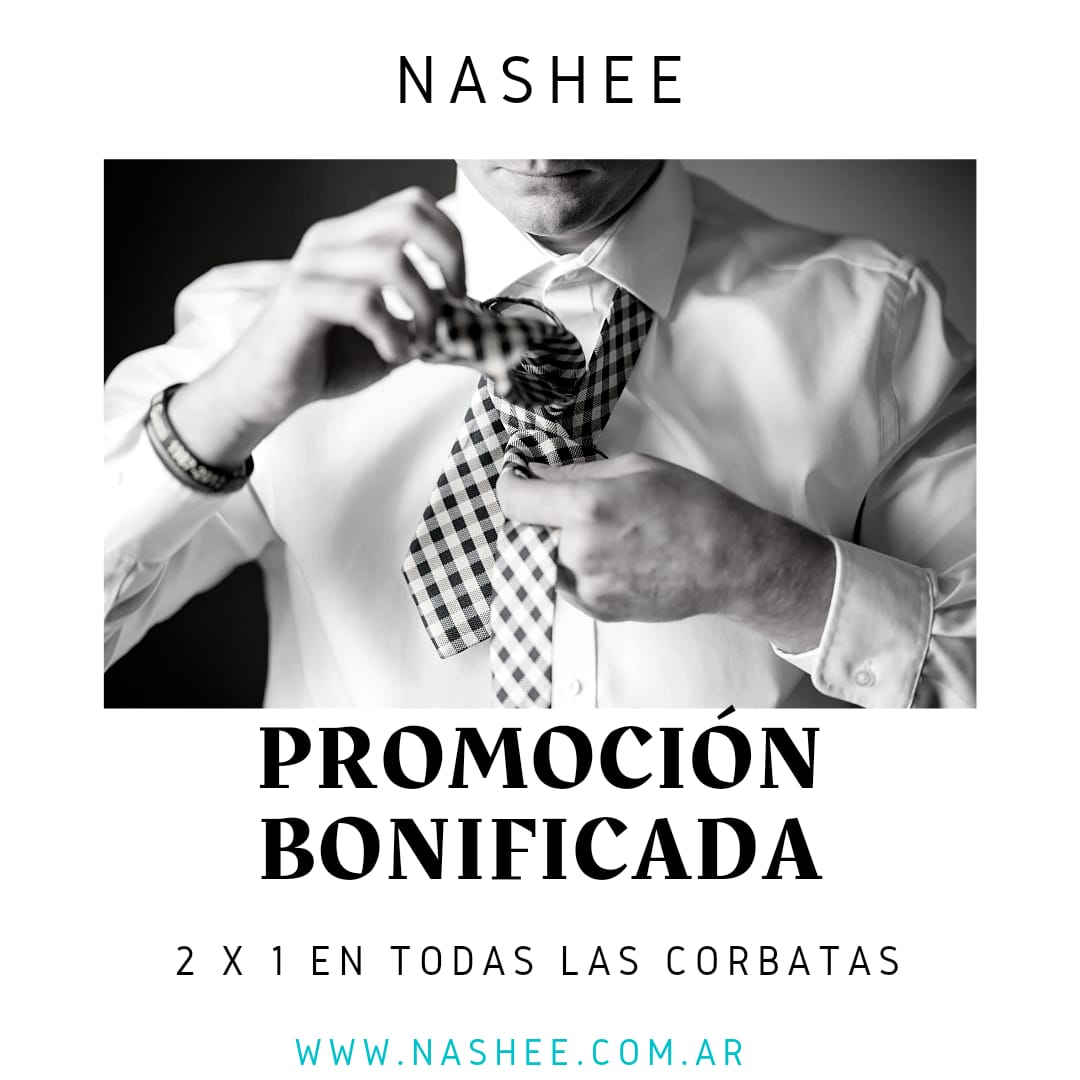 NASHEE
PROMOCIÓN
BONIFICADA
2 X 1 EN TODAS LAS CORBATAS
WWW.NASHEE.COM.AR